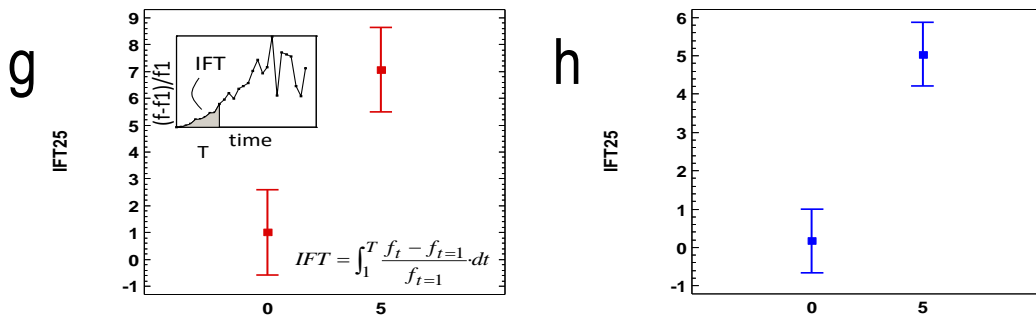 g
IFT25
9
8
7
6
5
4
3
2
1
0
-1
0 5
(f-f1)/f1
IFT
T
time
IFT = ∫_1^T (f_t − f_{t=1})/f_{t=1} · dt
h
IFT25
6
5
4
3
2
1
0
-1
0 5